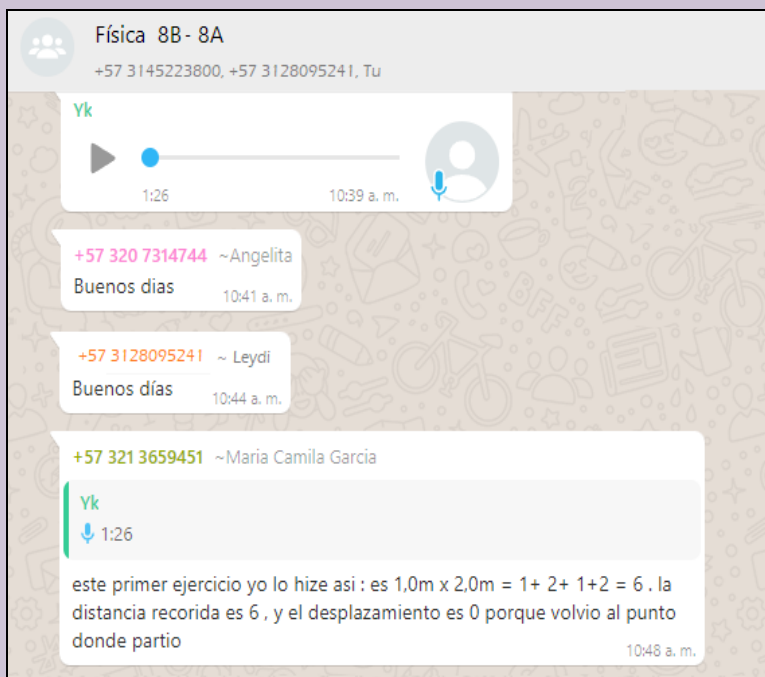 Física 8B - 8A
+57 3145223800, +57 3128095241, Tu
Yk
1:26 10:39 a. m.
+57 320 7314744 ~Angelita
Buenos dias 10:41 a. m.
+57 3128095241 ~ Leydi
Buenos días 10:44 a. m.
+57 321 3659451 ~Maria Camila Garcia
Yk
1:26
este primer ejercicio yo lo hize asi : es 1,0m x 2,0m = 1+ 2+ 1+2 = 6 . la
distancia recorida es 6 , y el desplazamiento es 0 porque volvio al punto
donde partio 10:48 a. m.